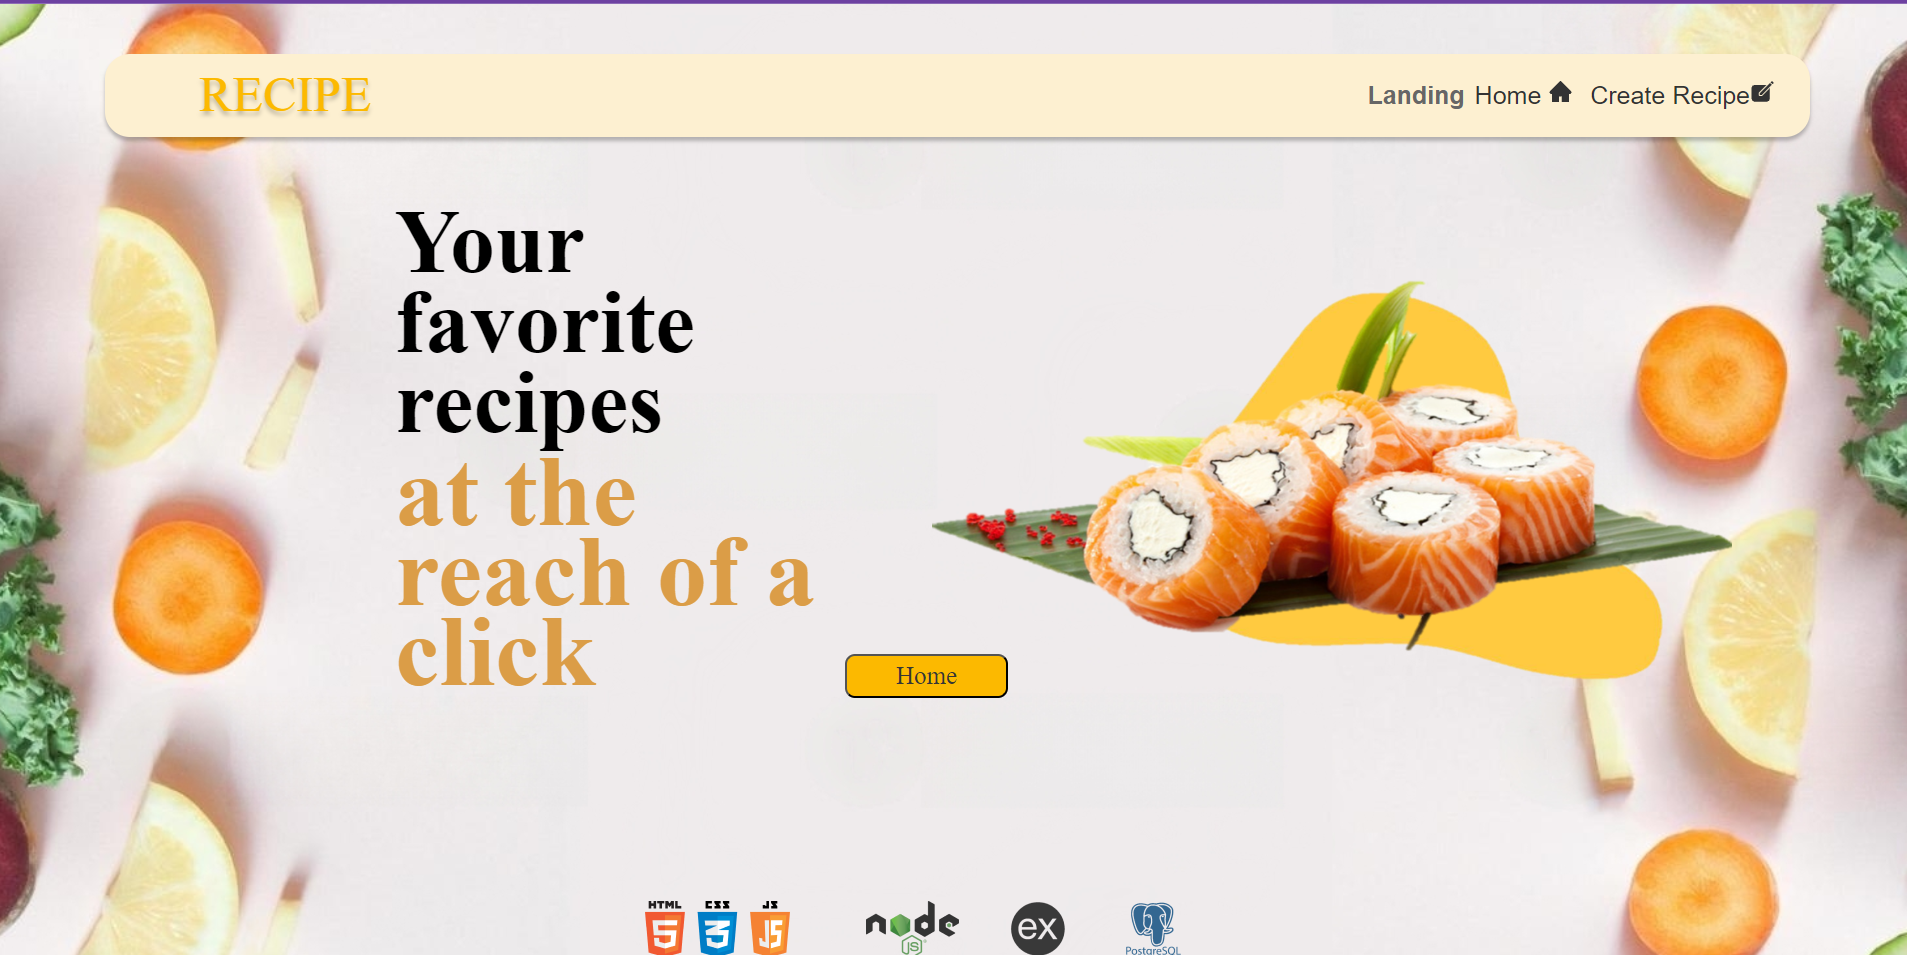 RECIPE
Landing Home Create Recipe
Your
favorite
recipes
at the
reach of a
click
Home
HTML CSS JS
5 3 JS
node
JS
ex
PostgreSQL